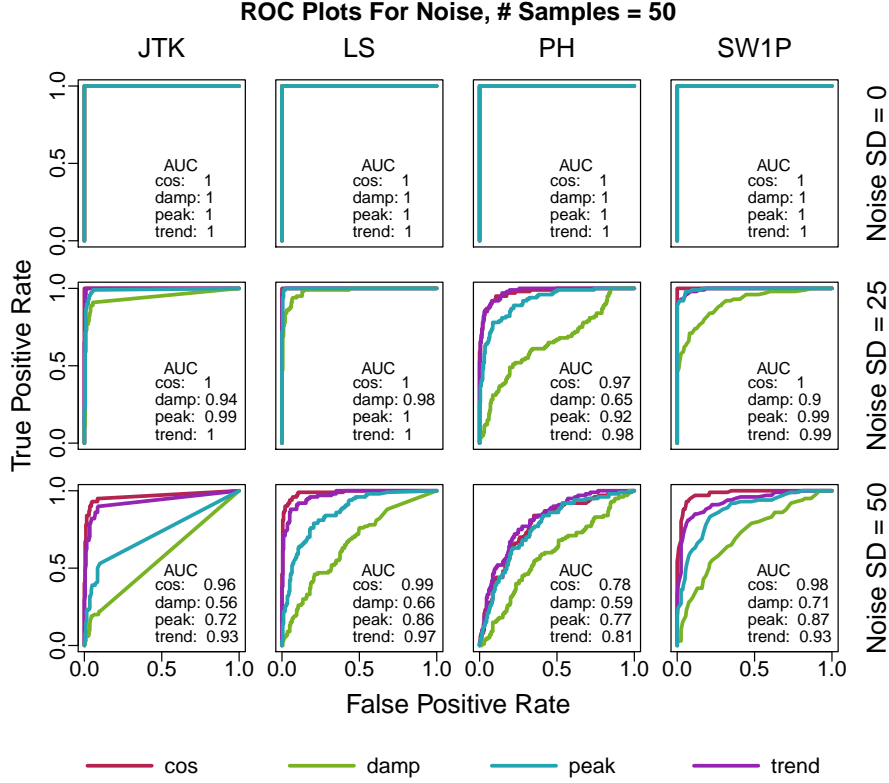 ROC Plots For Noise, # Samples = 50
JTK LS PH SW1P
1.0
0.5
0.0
AUC
cos: 1
damp: 1
peak: 1
trend: 1
AUC
cos: 1
damp: 1
peak: 1
trend: 1
AUC
cos: 1
damp: 1
peak: 1
trend: 1
AUC
cos: 1
damp: 1
peak: 1
trend: 1
Noise SD = 0
True Positive Rate
1.0
0.5
0.0
AUC
cos: 1
damp: 0.94
peak: 0.99
trend: 1
AUC
cos: 1
damp: 0.98
peak: 1
trend: 1
AUC
cos: 0.97
damp: 0.65
peak: 0.92
trend: 0.98
AUC
cos: 1
damp: 0.9
peak: 0.99
trend: 0.99
Noise SD = 25
1.0
0.5
0.0
AUC
cos: 0.96
damp: 0.56
peak: 0.72
trend: 0.93
AUC
cos: 0.99
damp: 0.66
peak: 0.86
trend: 0.97
AUC
cos: 0.78
damp: 0.59
peak: 0.77
trend: 0.81
AUC
cos: 0.98
damp: 0.71
peak: 0.87
trend: 0.93
Noise SD = 50
0.0 0.5 1.0 0.0 0.5 1.0 0.0 0.5 1.0 0.0 0.5 1.0
False Positive Rate
cos damp peak trend